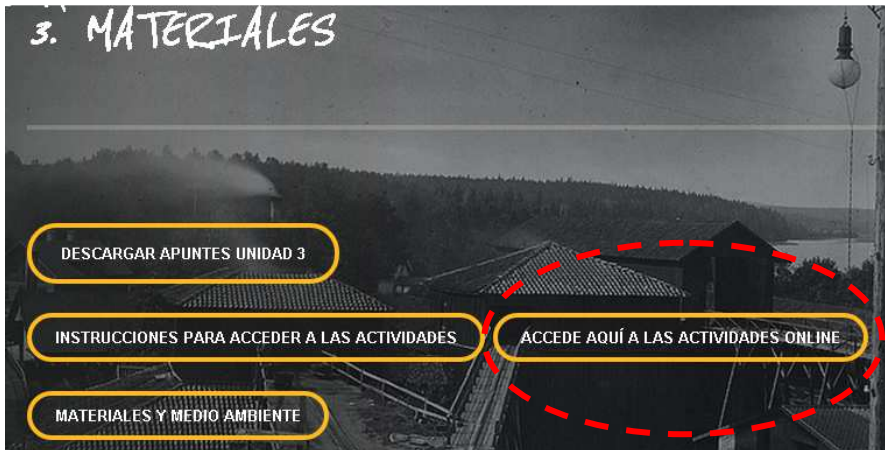 3. MATERIALES
DESCARGAR APUNTES UNIDAD 3
INSTRUCCIONES PARA ACCEDER A LAS ACTIVIDADES
ACCEDE AQUÍ A LAS ACTIVIDADES ONLINE
MATERIALES Y MEDIO AMBIENTE